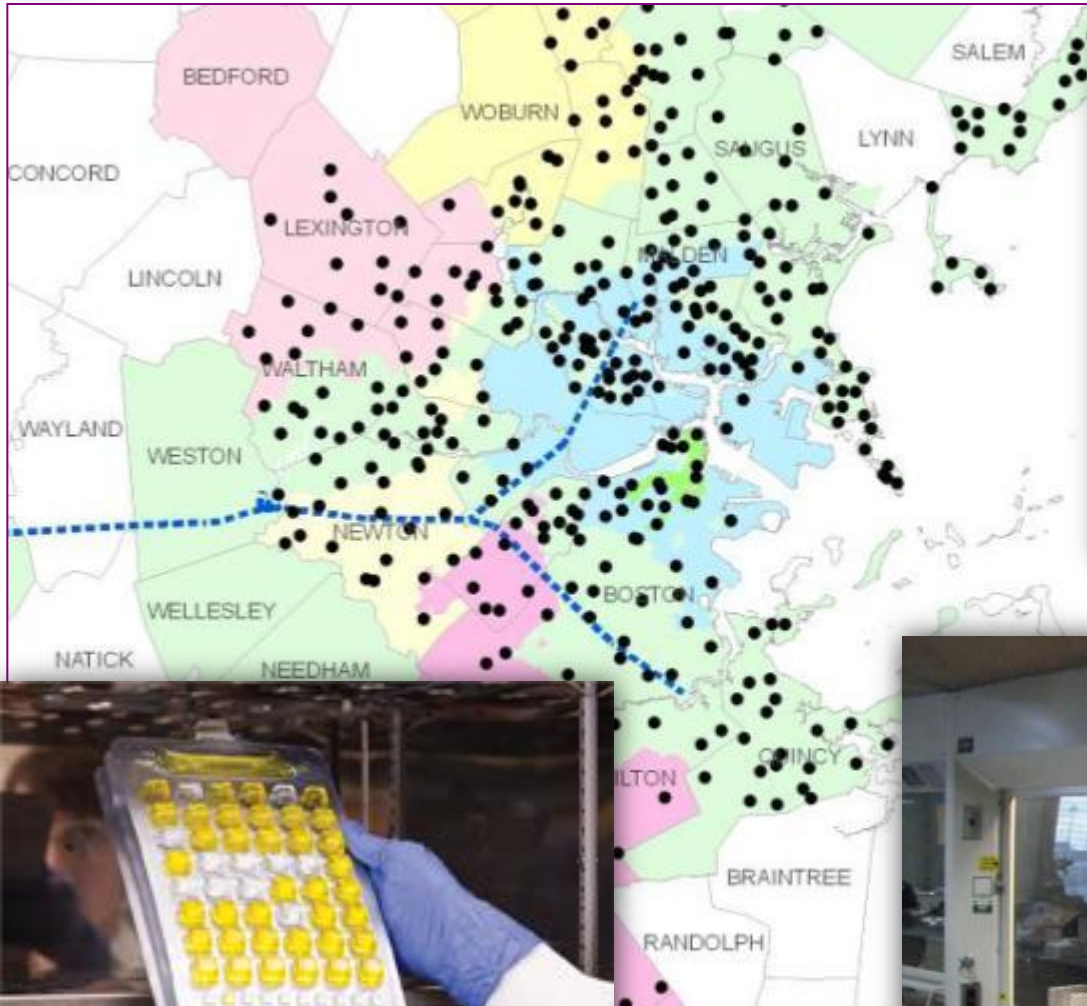 SALEM
BEDFORD
WOBURN
LYNN
SAUGUS
CONCORD
LEXINGTON
MALDEN
LINCOLN
WALTHAM
WAYLAND
WESTON
NEWTON
BOSTON
WELLESLEY
NATICK
NEEDHAM
QUINCY
ILTON
BRAINTREE
RANDOLPH